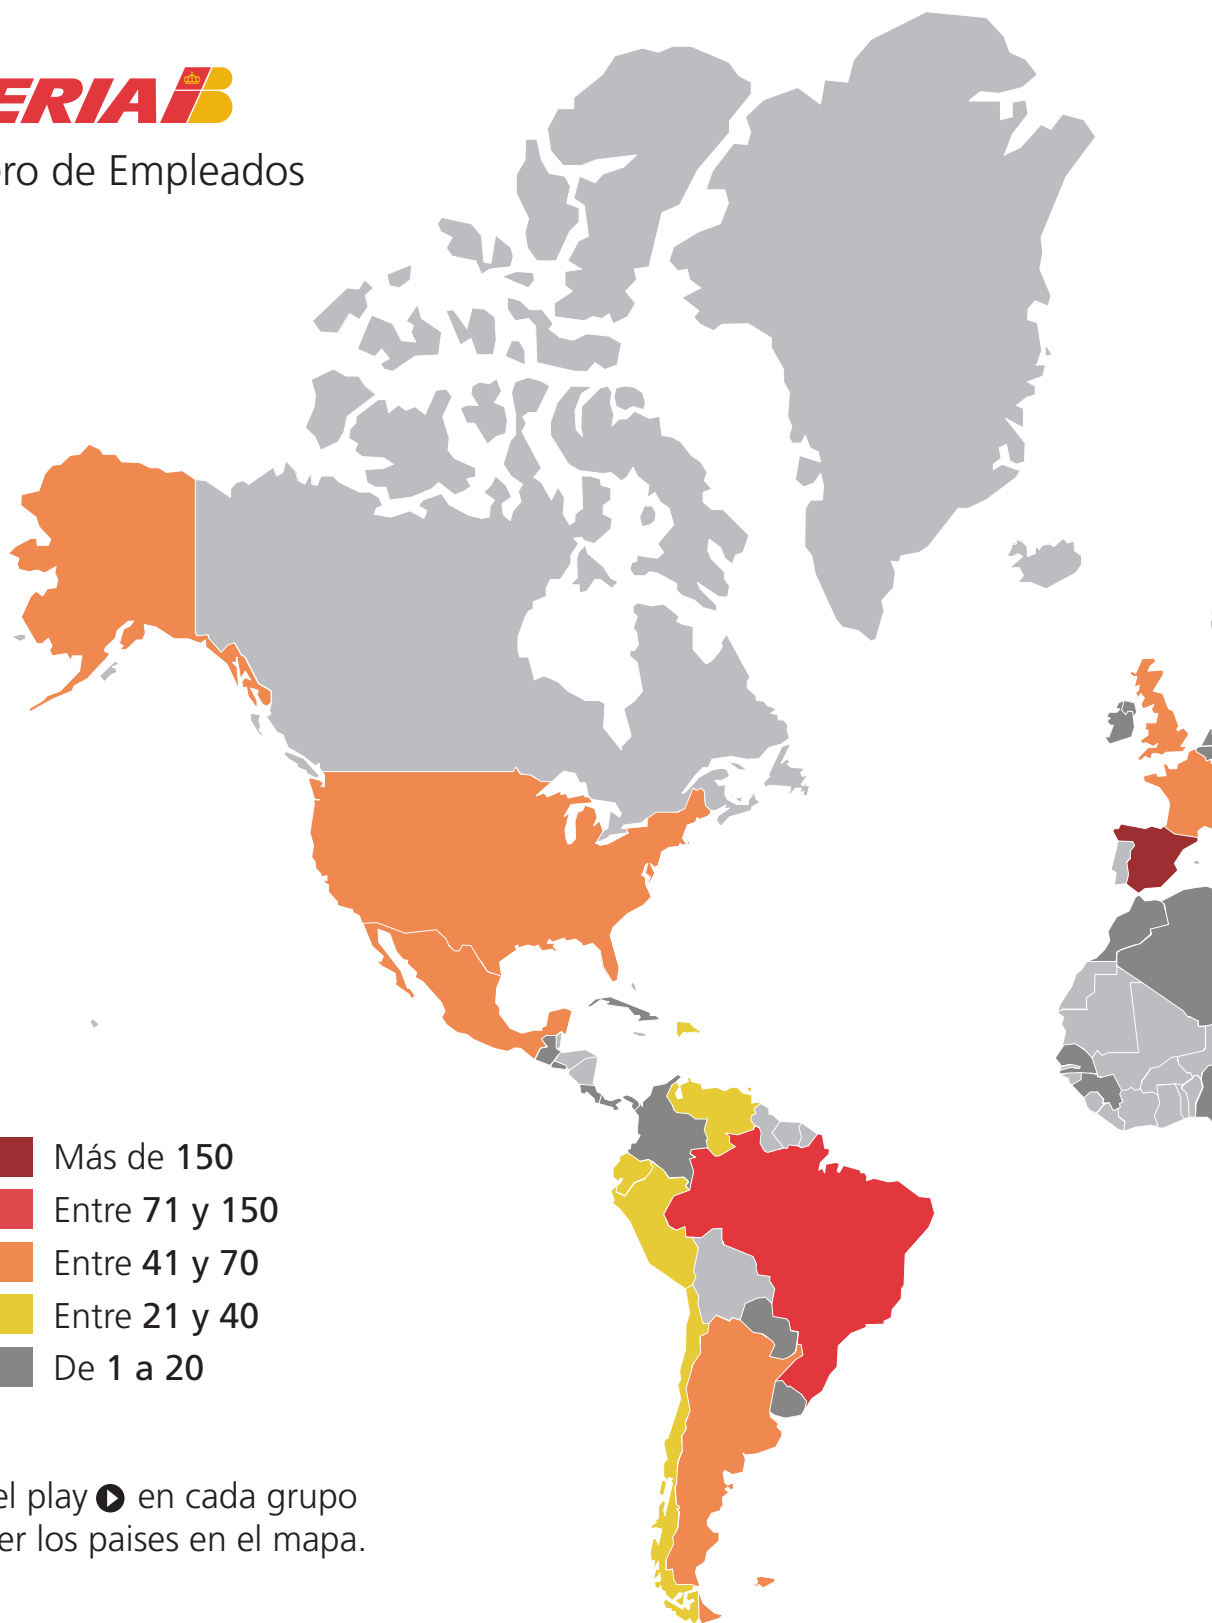 ERIA
ero de Empleados
Más de 150
Entre 71 y 150
Entre 41 y 70
Entre 21 y 40
De 1 a 20
el play en cada grupo
er los paises en el mapa.